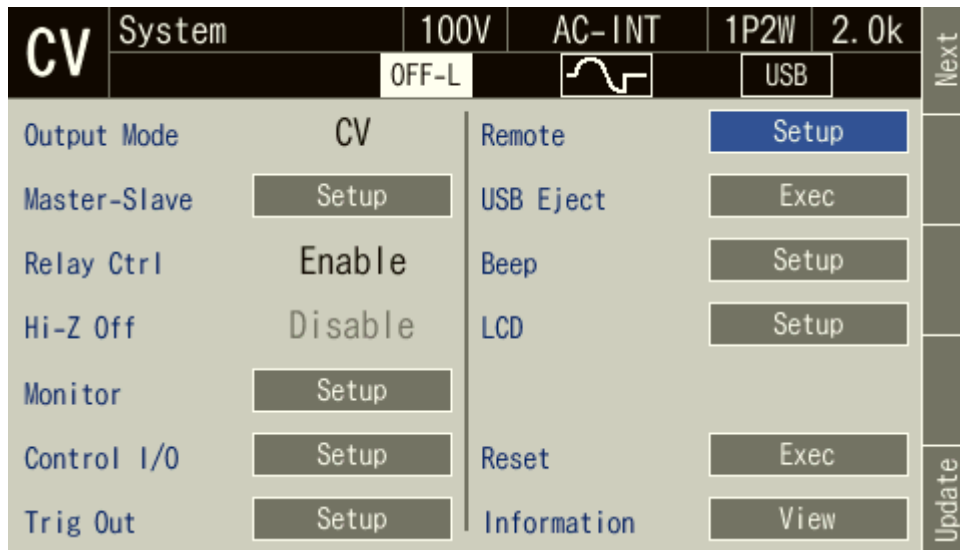 CV System 100V AC-INT 1P2W 2.0k
OFF-L USB
Next
Output Mode CV
Master-Slave Setup
Relay Ctrl Enable
Hi-Z Off Disable
Monitor Setup
Control I/O Setup
Trig Out Setup
Remote Setup
USB Eject Exec
Beep Setup
LCD Setup
Reset Exec
Information View
Update